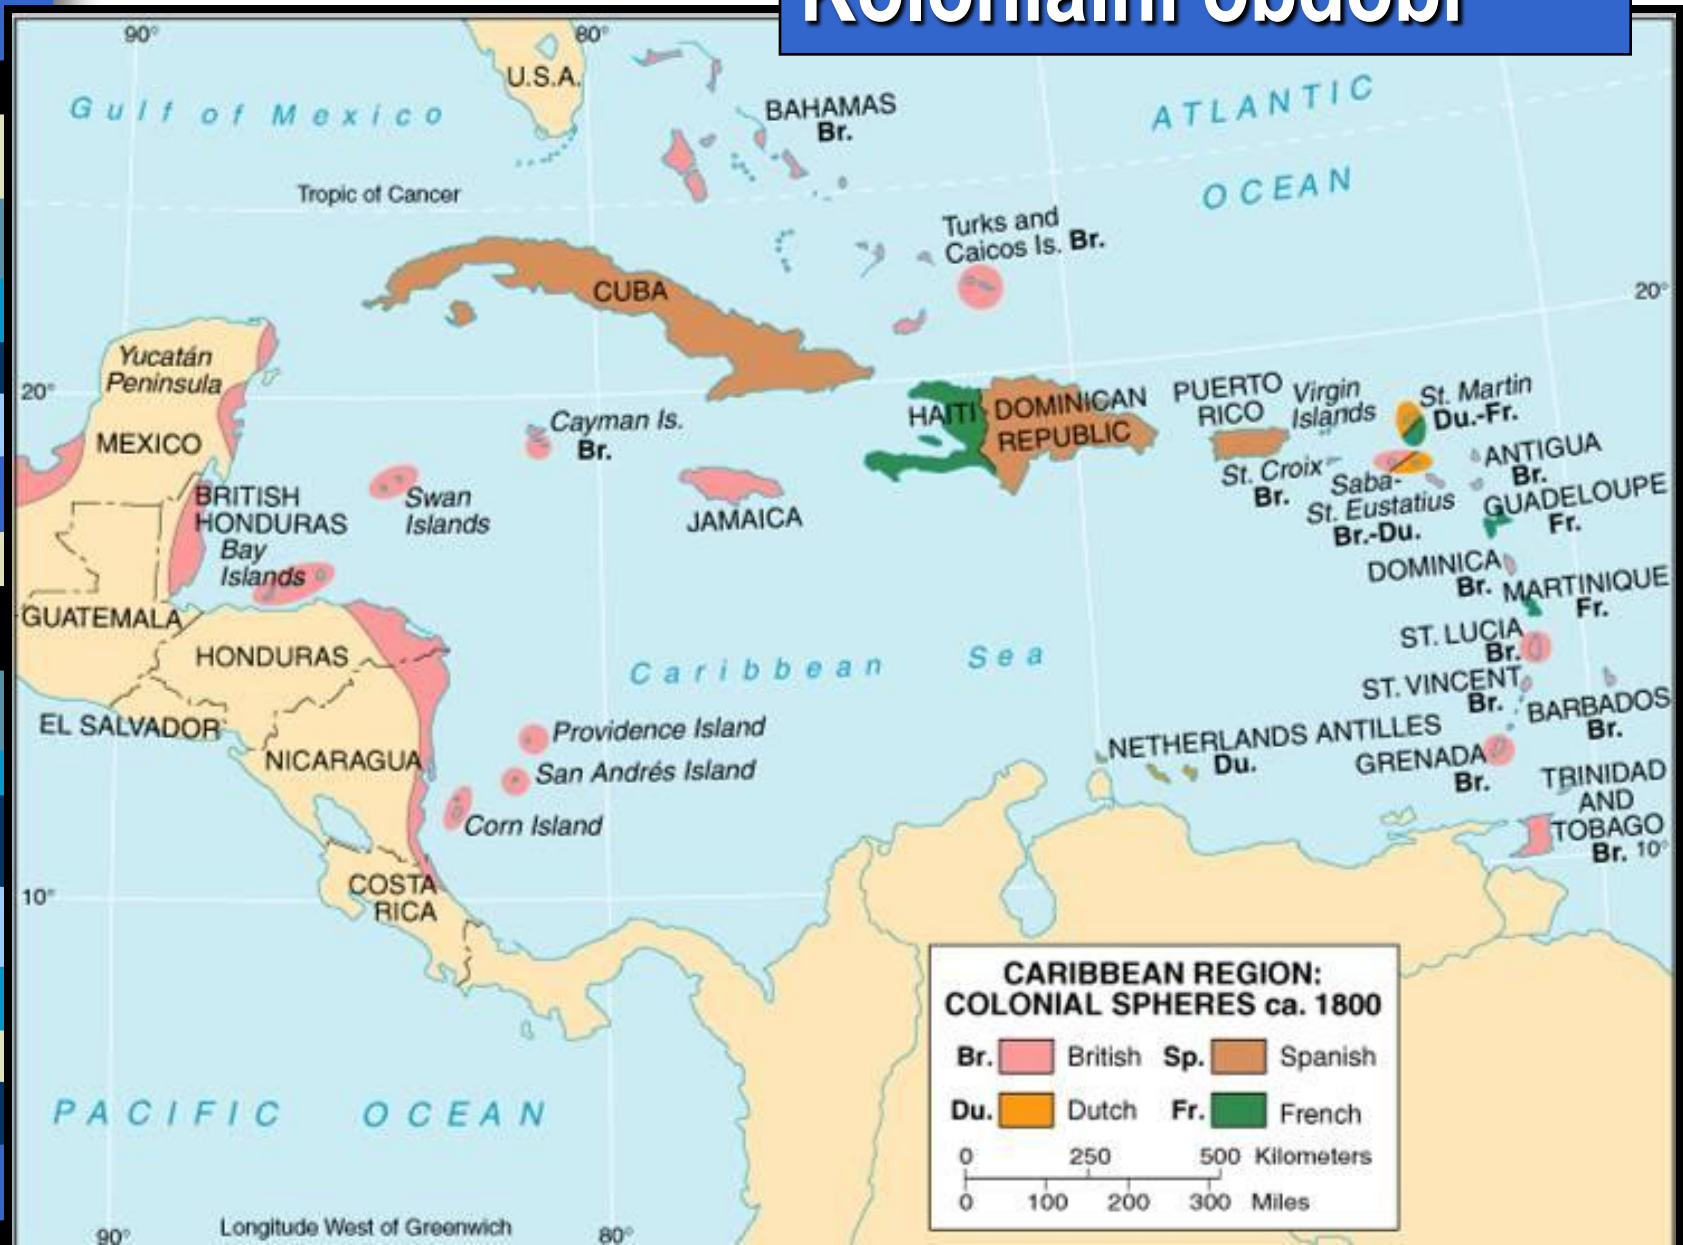 Koloniální období
90°
80°
U.S.A.
Gulf of Mexico
BAHAMAS
Br.
ATLANTIC
OCEAN
Tropic of Cancer
Turks and
Caicos Is. Br.
CUBA
20°
Yucatán
Peninsula
20°
MEXICO
Cayman Is.
Br.
HAITI
DOMINICAN
REPUBLIC
PUERTO
RICO
Virgin
Islands
St. Martin
Du.-Fr.
St. Croix
Br.
Saba-
St. Eustatius
Br.-Du.
ANTIGUA
Br.
GUADELOUPE
Fr.
BRITISH
HONDURAS
Swan
Islands
JAMAICA
Bay
Islands
DOMINICA
Br.
MARTINIQUE
Fr.
GUATEMALA
HONDURAS
Caribbean Sea
ST. LUCIA
Br.
ST. VINCENT
Br.
BARBADOS
Br.
EL SALVADOR
NICARAGUA
Providence Island
San Andrés Island
Corn Island
NETHERLANDS ANTILLES
Du.
GRENADA
Br.
TRINIDAD
AND
TOBAGO
Br. 10°
10°
COSTA
RICA
CARIBBEAN REGION:
COLONIAL SPHERES ca. 1800
Br. British Sp. Spanish
Du. Dutch Fr. French
0 250 500 Kilometers
0 100 200 300 Miles
PACIFIC OCEAN
Longitude West of Greenwich
90°
80°